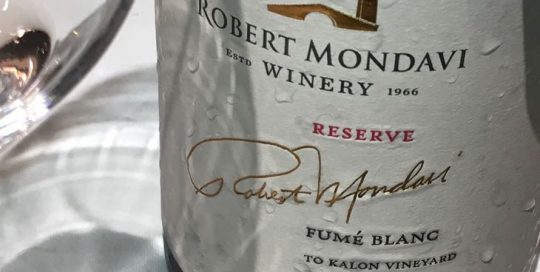 ROBERT MONDAVI
ESTD WINERY 1966
RESERVE
Robert Mondavi
FUMÉ BLANC
TO KALON VINEYARD